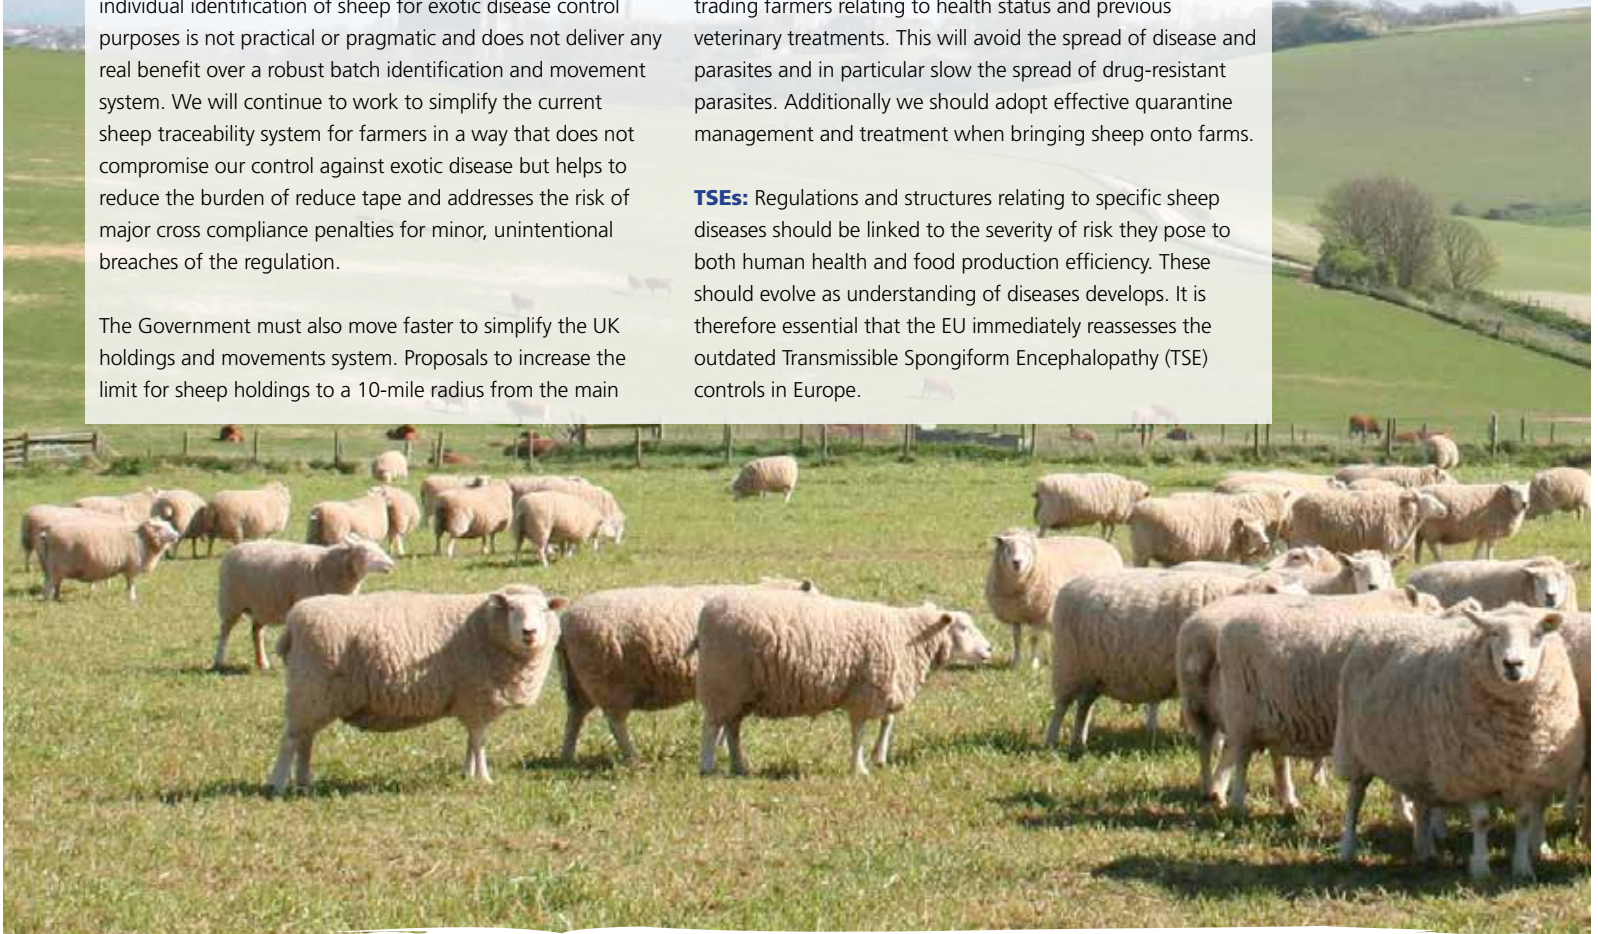 individual identification of sheep for exotic disease control
purposes is not practical or pragmatic and does not deliver any
real benefit over a robust batch identification and movement
system. We will continue to work to simplify the current
sheep traceability system for farmers in a way that does not
compromise our control against exotic disease but helps to
reduce the burden of reduce tape and addresses the risk of
major cross compliance penalties for minor, unintentional
breaches of the regulation.
The Government must also move faster to simplify the UK
holdings and movements system. Proposals to increase the
limit for sheep holdings to a 10-mile radius from the main
trading farmers relating to health status and previous
veterinary treatments. This will avoid the spread of disease and
parasites and in particular slow the spread of drug-resistant
parasites. Additionally we should adopt effective quarantine
management and treatment when bringing sheep onto farms.
TSEs: Regulations and structures relating to specific sheep
diseases should be linked to the severity of risk they pose to
both human health and food production efficiency. These
should evolve as understanding of diseases develops. It is
therefore essential that the EU immediately reassesses the
outdated Transmissible Spongiform Encephalopathy (TSE)
controls in Europe.